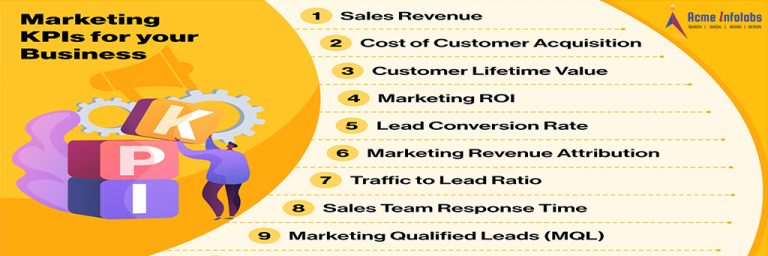 Marketing
KPIs for your
Business
K
P
I
1 Sales Revenue
2 Cost of Customer Acquisition
3 Customer Lifetime Value
4 Marketing ROI
5 Lead Conversion Rate
6 Marketing Revenue Attribution
7 Traffic to Lead Ratio
8 Sales Team Response Time
9 Marketing Qualified Leads (MQL)
Acme Infolabs
SEARCH | SOCIAL | BRAND | DESIGN